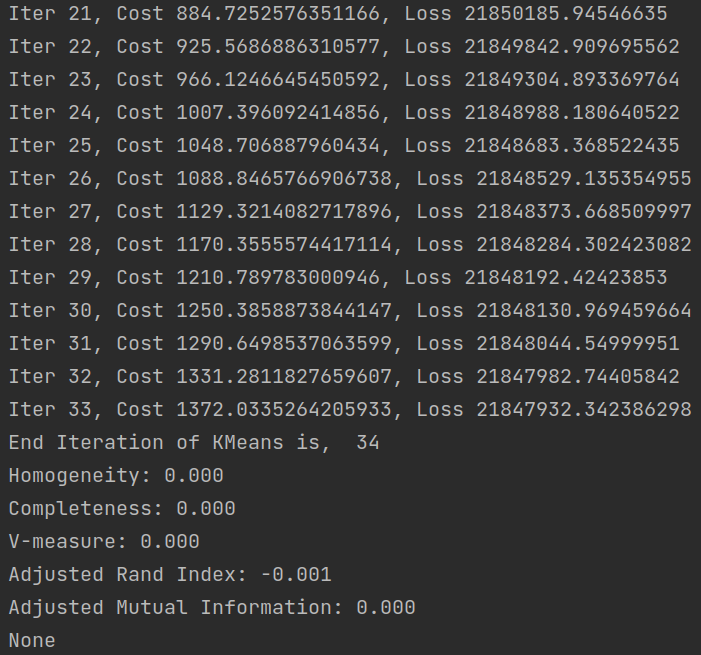 Iter 21, Cost 884.7252576351166, Loss 21850185.94546635
Iter 22, Cost 925.5686886310577, Loss 21849842.909695562
Iter 23, Cost 966.1246645450592, Loss 21849304.893369764
Iter 24, Cost 1007.396092414856, Loss 21848988.180640522
Iter 25, Cost 1048.706887960434, Loss 21848683.368522435
Iter 26, Cost 1088.8465766906738, Loss 21848529.135354955
Iter 27, Cost 1129.3214082717896, Loss 21848373.668509997
Iter 28, Cost 1170.3555574417114, Loss 21848284.302423082
Iter 29, Cost 1210.789783000946, Loss 21848192.42423853
Iter 30, Cost 1250.3858873844147, Loss 21848130.969459664
Iter 31, Cost 1290.6498537063599, Loss 21848044.54999951
Iter 32, Cost 1331.2811827659607, Loss 21847982.74405842
Iter 33, Cost 1372.0335264205933, Loss 21847932.342386298
End Iteration of KMeans is,  34
Homogeneity: 0.000
Completeness: 0.000
V-measure: 0.000
Adjusted Rand Index: -0.001
Adjusted Mutual Information: 0.000
None